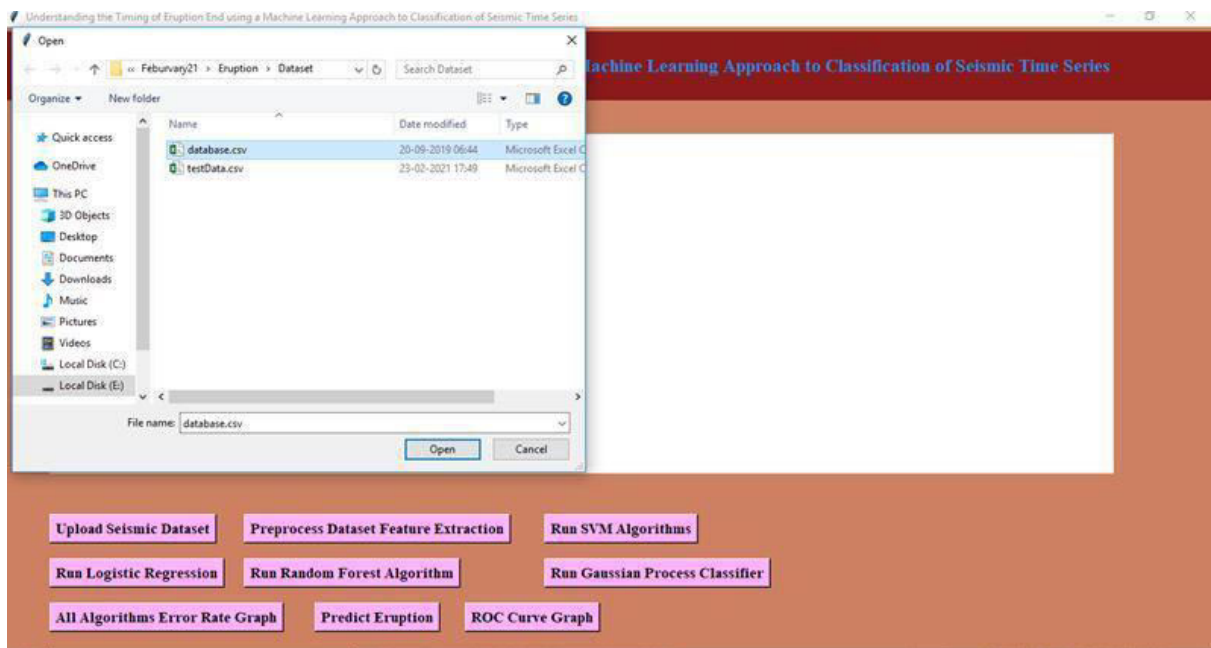 Understanding the Timing of Eruption End using a Machine Learning Approach to Classification of Seismic Time Series
Open
« Feburvary21 › Eruption › Dataset
Search Dataset
Machine Learning Approach to Classification of Seismic Time Series
Organize
New folder
Name
Date modified
Type
Quick access
database.csv
20-09-2019 06:44
Microsoft Excel C
OneDrive
testData.csv
23-02-2021 17:49
Microsoft Excel C
This PC
3D Objects
Desktop
Documents
Downloads
Music
Pictures
Videos
Local Disk (C:)
Local Disk (E:)
File name:
database.csv
Open
Cancel
Upload Seismic Dataset
Preprocess Dataset Feature Extraction
Run SVM Algorithms
Run Logistic Regression
Run Random Forest Algorithm
Run Gaussian Process Classifier
All Algorithms Error Rate Graph
Predict Eruption
ROC Curve Graph